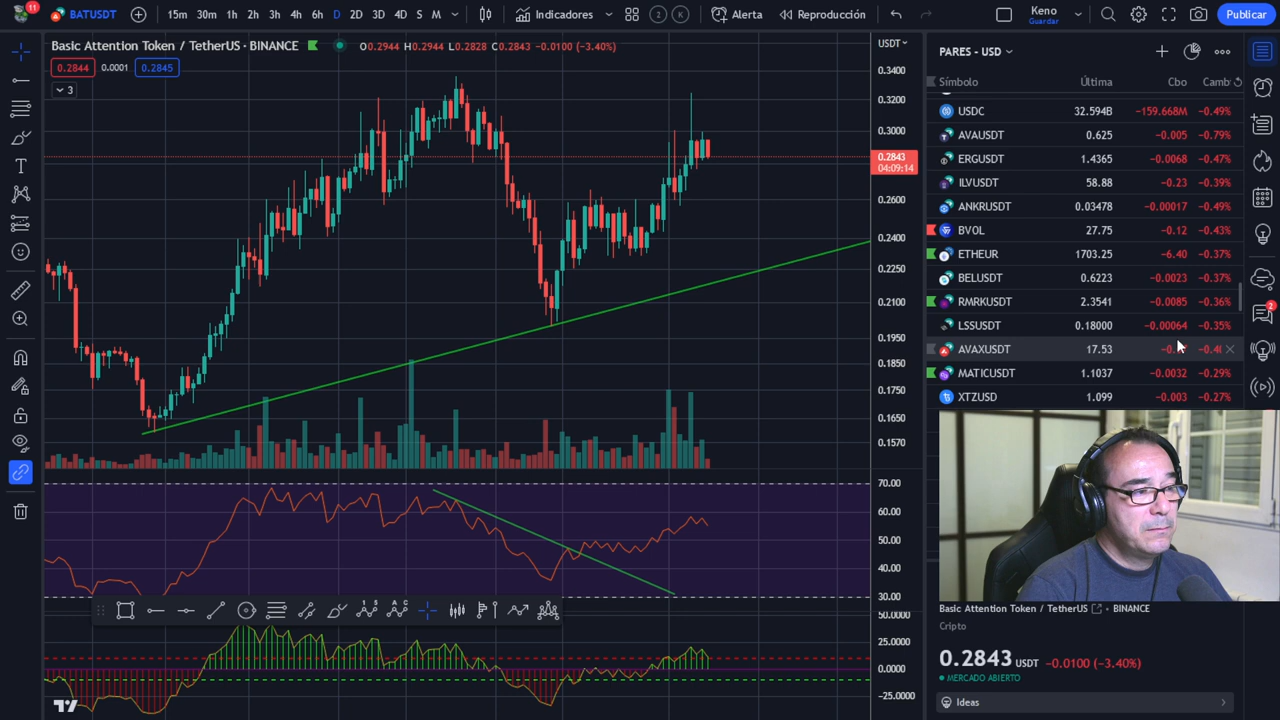 11
BATUSDT
15m 30m 1h 2h 3h 4h 6h D 2D 3D 4D S M
Indicadores
2 K
Alerta
Reproducción
Keno
Guardar
Publicar
Basic Attention Token / TetherUS · BINANCE
O0.2944 H0.2944 L0.2828 C0.2843 −0.0100 (−3.40%)
0.2844 0.0001 0.2845
3
USDT
0.3400
0.3200
0.3000
0.2843
04:09:14
0.2600
0.2400
0.2250
0.2100
0.1950
0.1850
0.1750
0.1650
0.1570
70.00
60.00
50.00
40.00
30.00
50.0000
25.0000
0.0000
−25.0000
PARES - USD
Símbolo Última Cbo Camb
USDC 32.594B −159.668M −0.49%
AVAUSDT 0.625 −0.005 −0.79%
ERGUSDT 1.4365 −0.0068 −0.47%
ILVUSDT 58.88 −0.23 −0.39%
ANKRUSDT 0.03478 −0.00017 −0.49%
BVOL 27.75 −0.12 −0.43%
ETHEUR 1703.25 −6.40 −0.37%
BELUSDT 0.6223 −0.0023 −0.37%
RMRKUSDT 2.3541 −0.0085 −0.36%
LSSUSDT 0.18000 −0.00064 −0.35%
AVAXUSDT 17.53
MATICUSDT 1.1037 −0.0032 −0.29%
XTZUSD 1.099 −0.003 −0.27%
2
Basic Attention Token / TetherUS · BINANCE
Cripto
0.2843 USDT −0.0100 (−3.40%)
MERCADO ABIERTO
Ideas